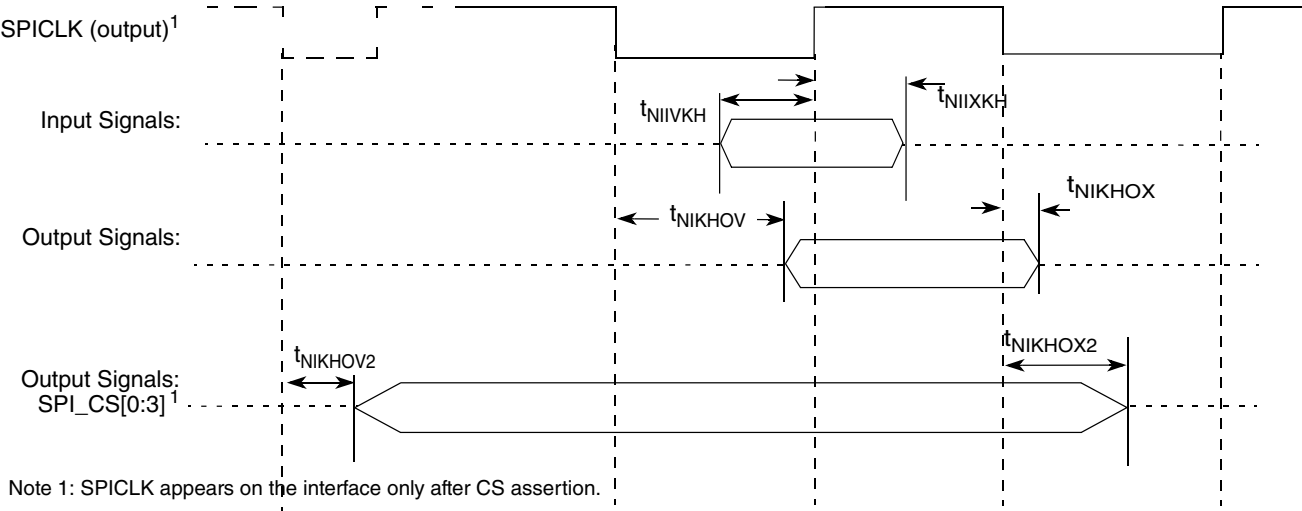 SPICLK (output)1
tNIIVKH
tNIIXKH
Input Signals:
tNIKHOV
tNIKHOX
Output Signals:
tNIKHOV2
tNIKHOX2
Output Signals:
SPI_CS[0:3]1
Note 1: SPICLK appears on the interface only after CS assertion.